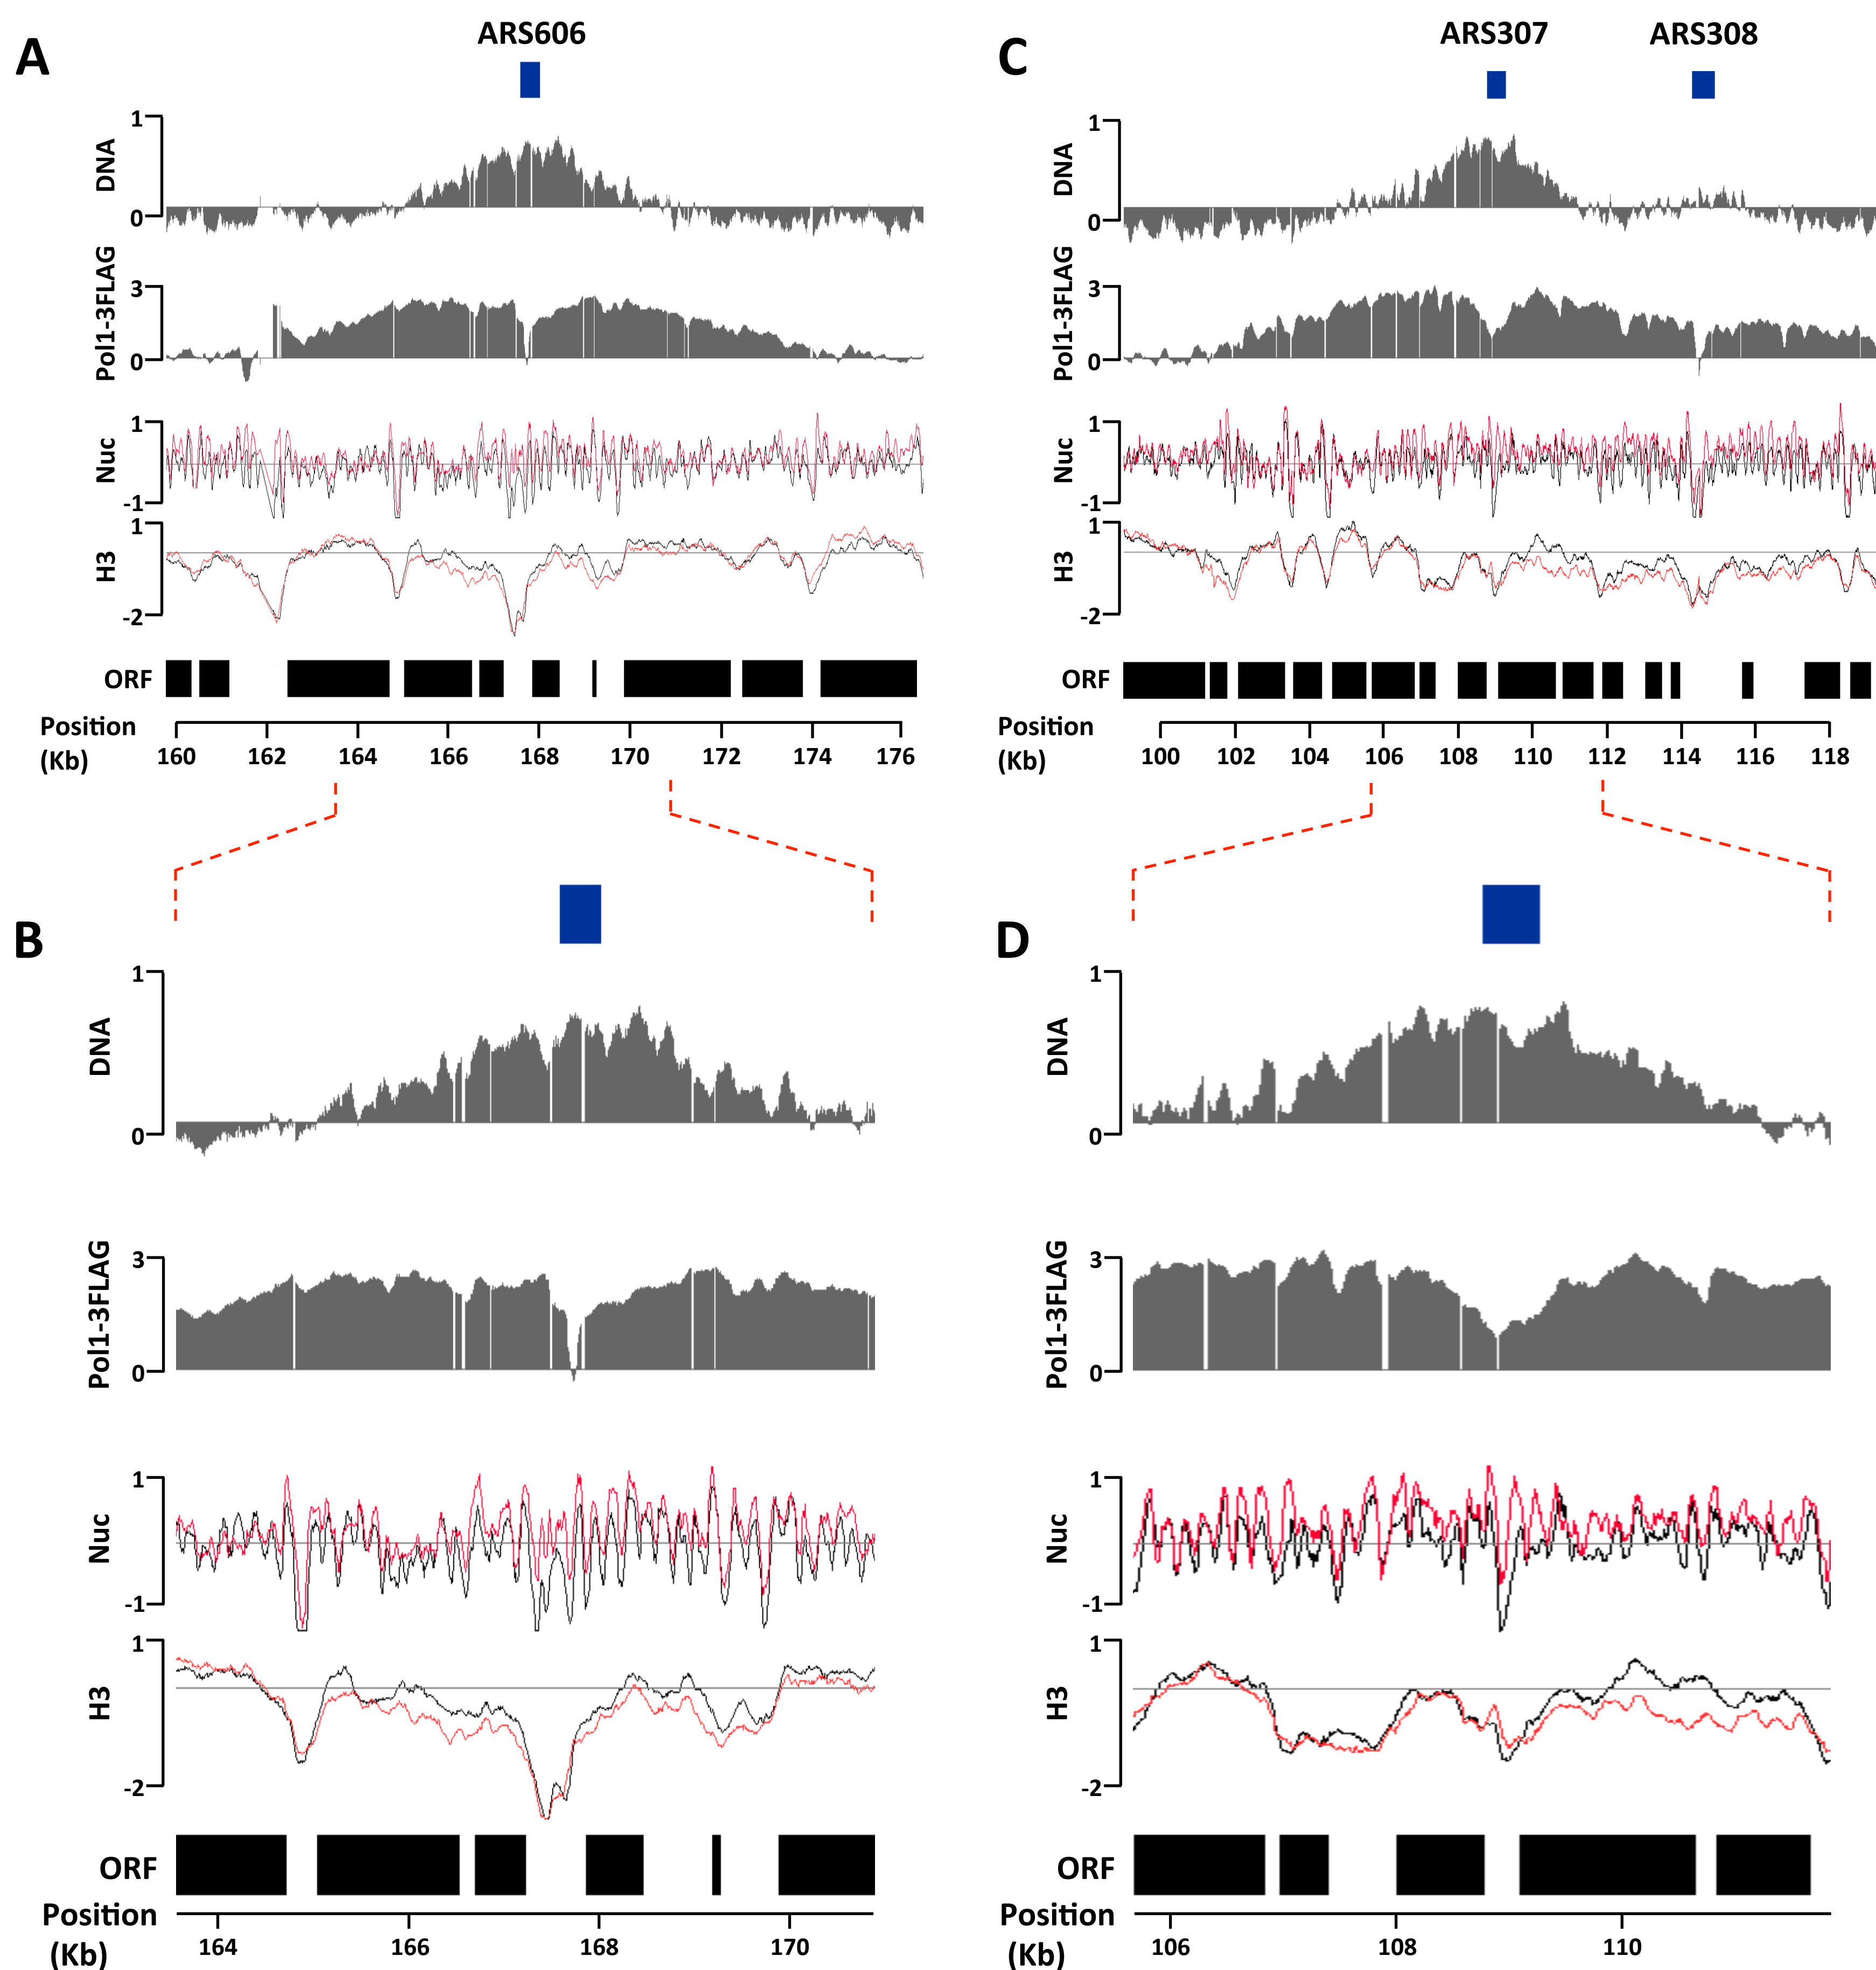 A
ARS606
1
0
DNA
3
0
Pol1-3FLAG
1
-1
Nuc
1
-2
H3
ORF
Position
(Kb)
160 162 164 166 168 170 172 174 176
C
ARS307 ARS308
1
0
DNA
3
0
Pol1-3FLAG
1
-1
Nuc
1
-2
H3
ORF
Position
(Kb)
100 102 104 106 108 110 112 114 116 118
B
1
0
DNA
3
0
Pol1-3FLAG
1
-1
Nuc
1
-2
H3
ORF
Position
(Kb)
164 166 168 170
D
1
0
DNA
3
0
Pol1-3FLAG
1
-1
Nuc
1
-2
H3
ORF
Position
(Kb)
106 108 110